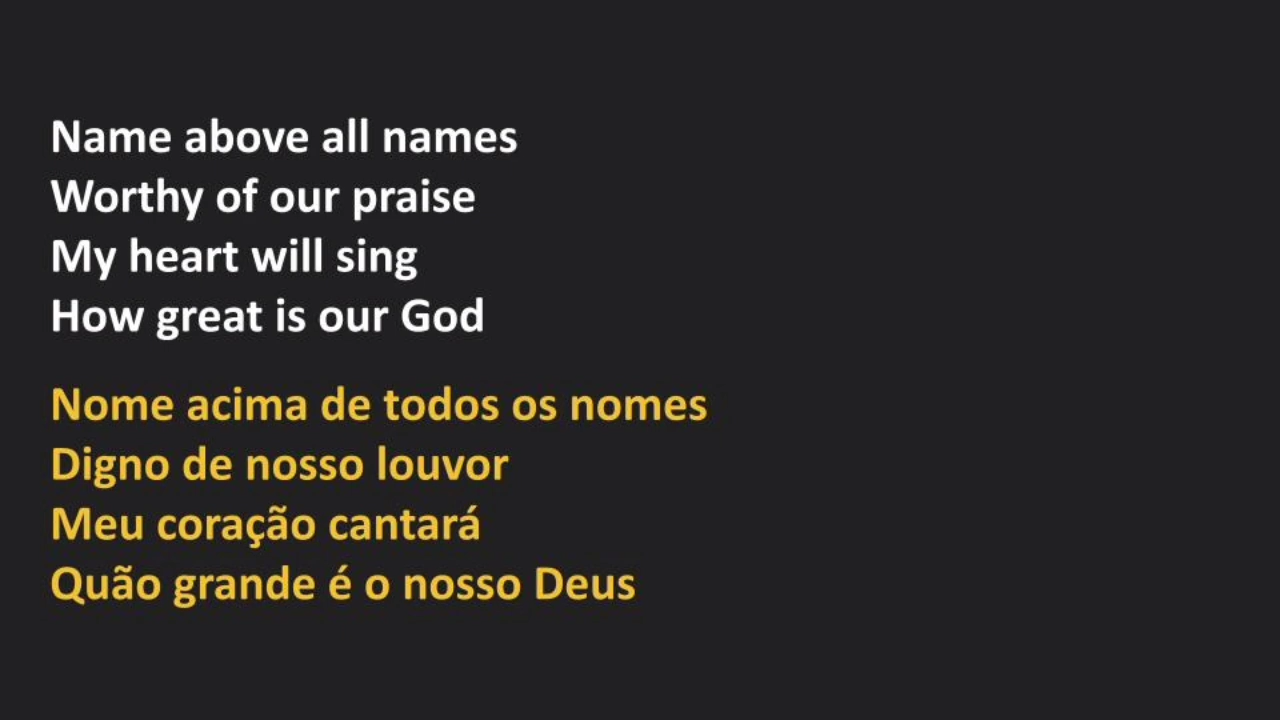 Name above all names
Worthy of our praise
My heart will sing
How great is our God
Nome acima de todos os nomes
Digno de nosso louvor
Meu coração cantará
Quão grande é o nosso Deus